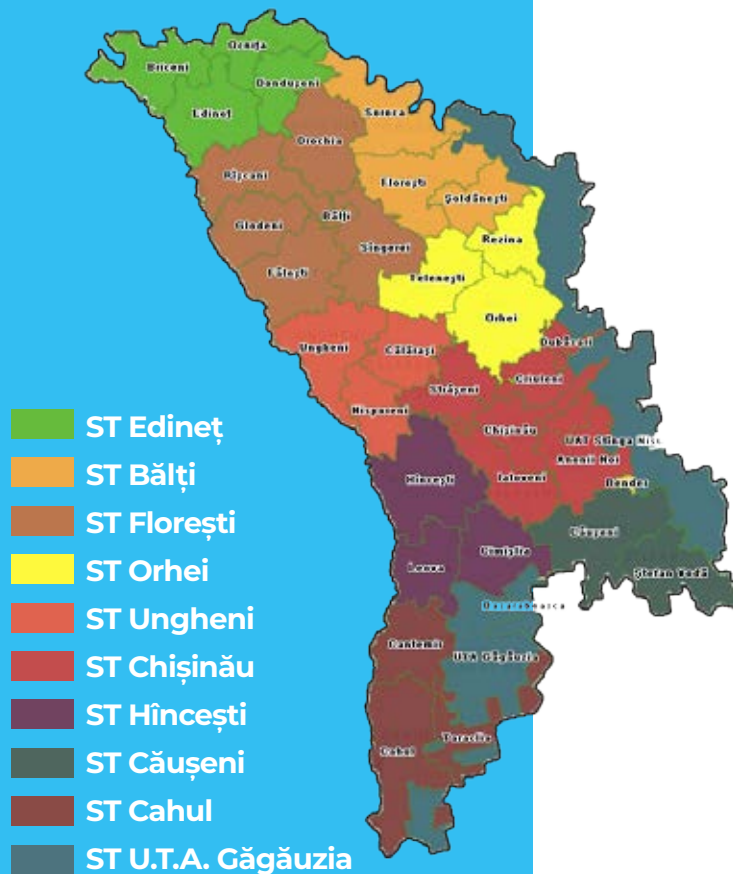 Ocnița
Briceni
Dondușeni
Edineț
Soroca
Drochia
Florești
Rîșcani
Șoldănești
Bălți
Glodeni
Rezina
Sîngerei
Fălești
Telenești
Orhei
Dubăsari
Ungheni
Călărași
Criuleni
Strășeni
Nisporeni
Chișinău
UAT Stînga Nis
Anenii Noi
Ialoveni
Hîncești
Bender
Căușeni
Cimișlia
Leova
Ștefan Vodă
Basarabeasca
Cantemir
UTA Găgăuzia
Taraclia
Cahul
ST Edineț
ST Bălți
ST Florești
ST Orhei
ST Ungheni
ST Chișinău
ST Hîncești
ST Căușeni
ST Cahul
ST U.T.A. Găgăuzia